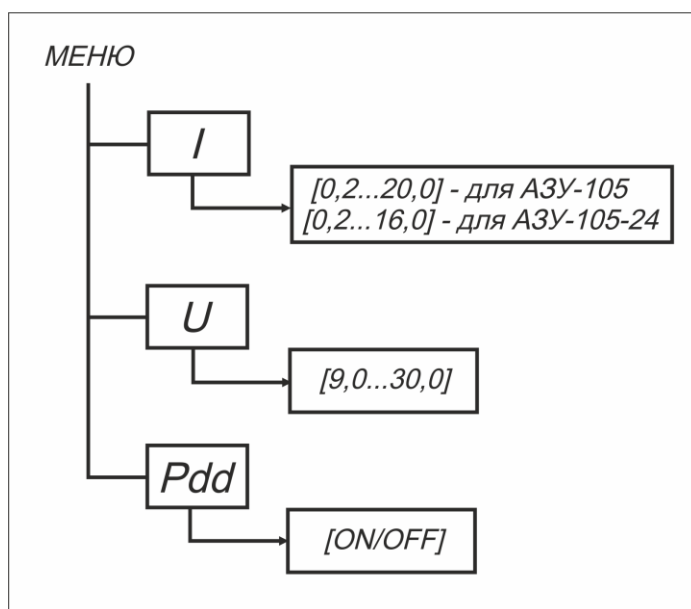 МЕНЮ
I
[0,2...20,0] - для АЗУ-105
[0,2...16,0] - для АЗУ-105-24
U
[9,0...30,0]
Pdd
[ON/OFF]